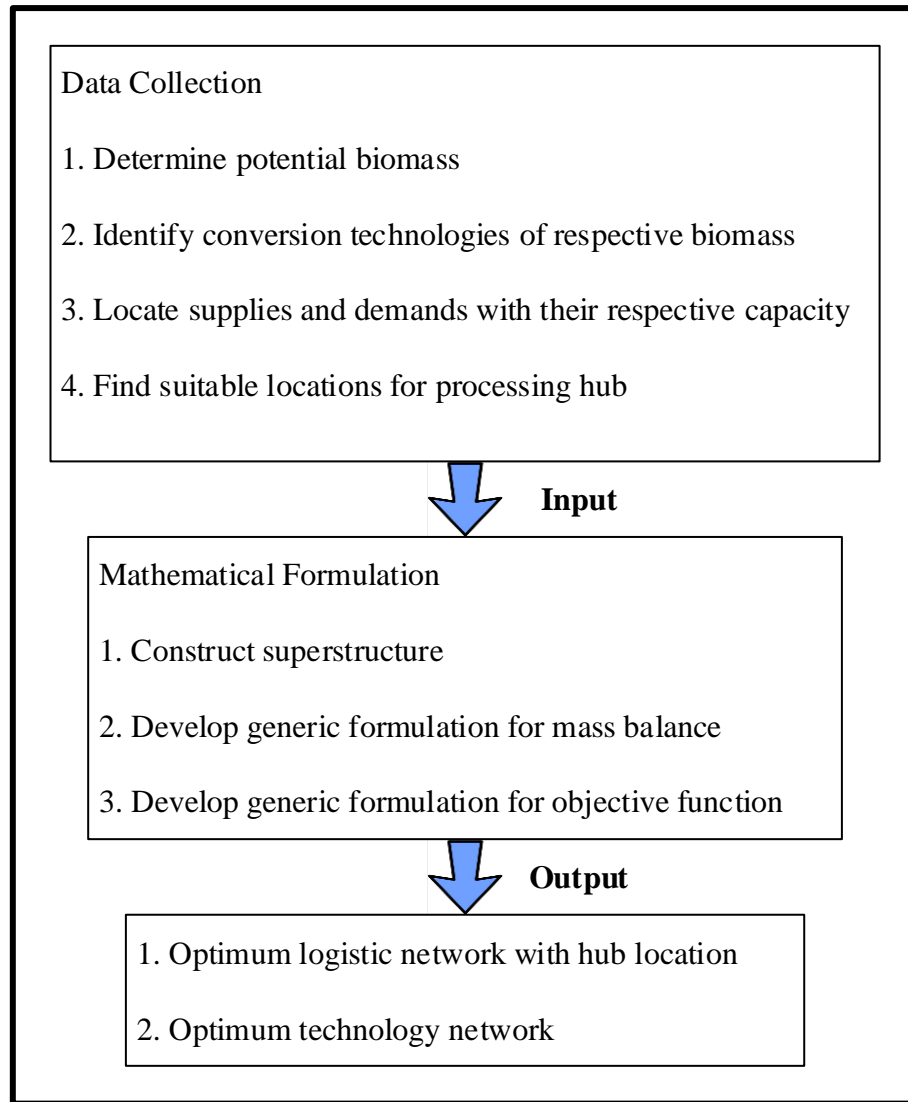 Data Collection
1. Determine potential biomass
2. Identify conversion technologies of respective biomass
3. Locate supplies and demands with their respective capacity
4. Find suitable locations for processing hub
Input
Mathematical Formulation
1. Construct superstructure
2. Develop generic formulation for mass balance
3. Develop generic formulation for objective function
Output
1. Optimum logistic network with hub location
2. Optimum technology network